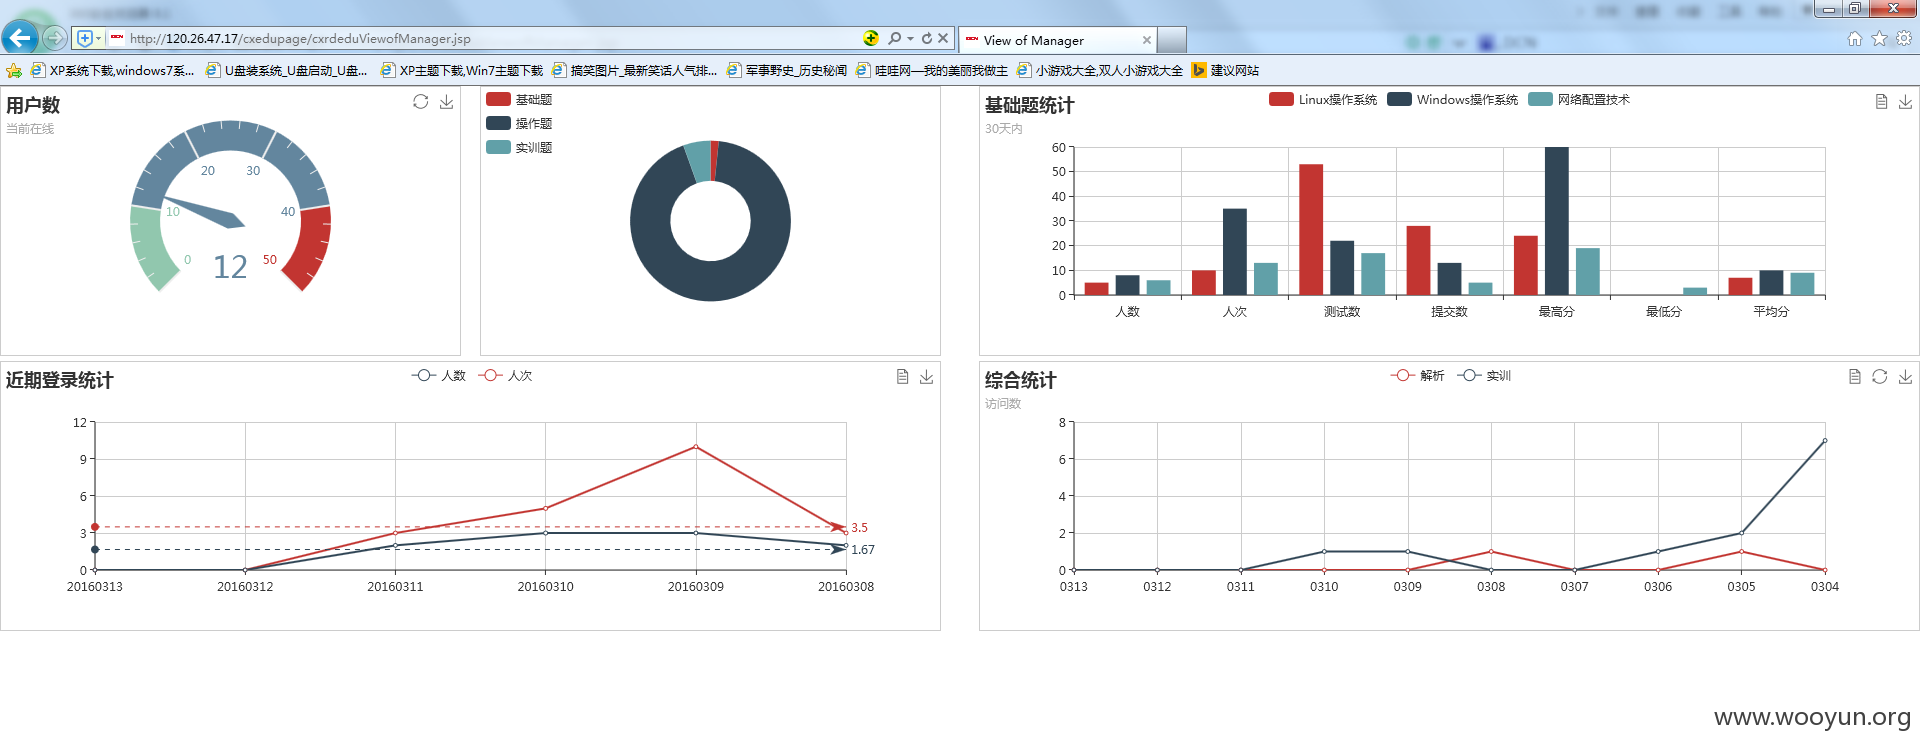 http://120.26.47.17/cxedupage/cxrdeduViewofManager.jsp
View of Manager
XP系统下载,windows7系...
U盘装系统_U盘启动_U盘...
XP主题下载,Win7主题下载
搞笑图片_最新笑话人气排...
军事野史_历史秘闻
哇哇网—我的美丽我做主
小游戏大全,双人小游戏大全
建议网站
用户数
当前在线
0
10
20
30
40
50
12
基础题
操作题
实训题
基础题统计
30天内
Linux操作系统 Windows操作系统 网络配置技术
60
50
40
30
20
10
0
人数 人次 测试数 提交数 最高分 最低分 平均分
近期登录统计
人数 人次
12
9
6
3
0
3.5
1.67
20160313 20160312 20160311 20160310 20160309 20160308
综合统计
访问数
解析 实训
8
6
4
2
0
0313 0312 0311 0310 0309 0308 0307 0306 0305 0304
www.wooyun.org